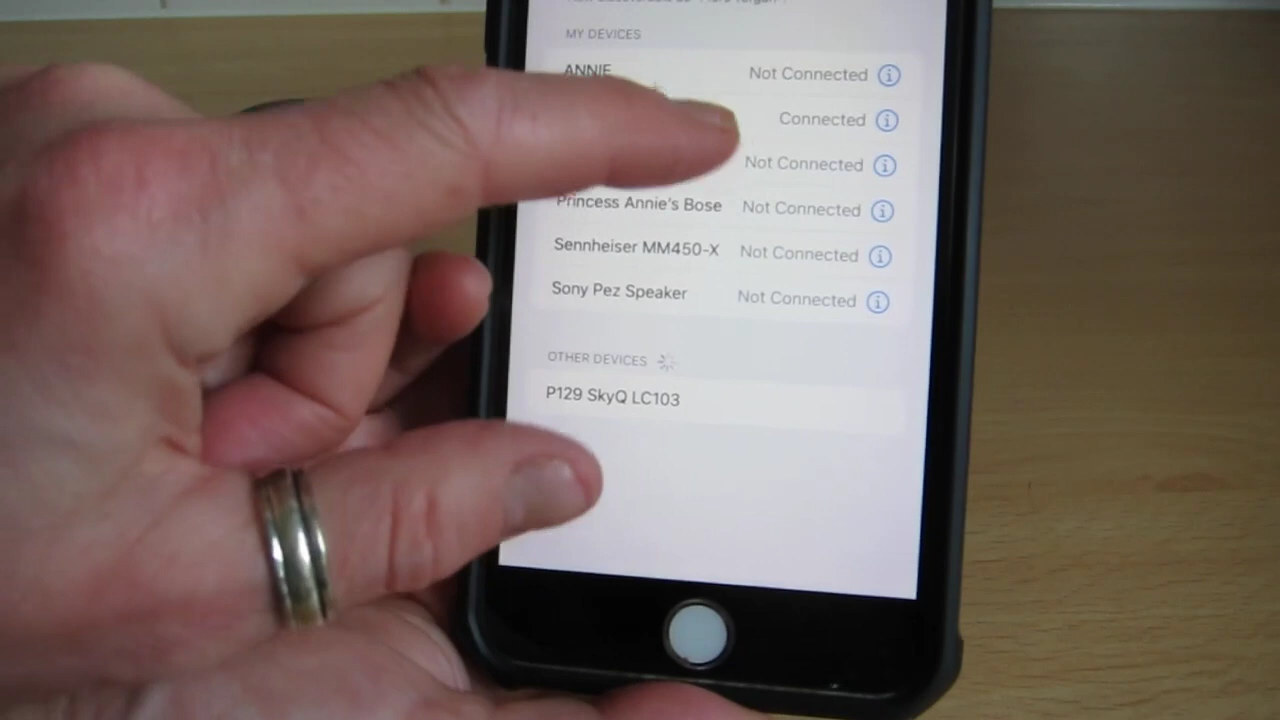 MY DEVICES
ANNIE Not Connected
Connected
Not Connected
Princess Annie's Bose Not Connected
Sennheiser MM450-X Not Connected
Sony Pez Speaker Not Connected
OTHER DEVICES
P129 SkyQ LC103